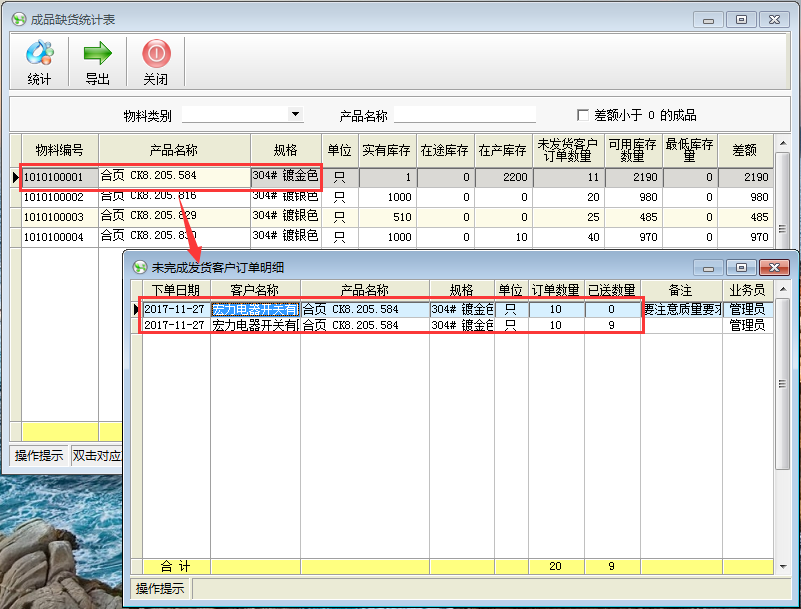 成品缺货统计表
统计 导出 关闭
物料类别 产品名称 差额小于 0 的成品
物料编号 产品名称 规格 单位 实有库存 在途库存 在产库存 未发货客户订单数量 可用库存数量 最低库存量 差额
1010100001 合页 CK8.205.584 304# 镀金色 只 1 0 2200 11 2190 0 2190
1010100002 合页 CK8.205.816 304# 镀银色 只 1000 0 0 20 980 0 980
1010100003 合页 CK8.205.829 304# 镀银色 只 510 0 0 25 485 0 485
1010100004 合页 CK8.205.830 304# 镀银色 只 1000 0 10 40 970 0 970
未完成发货客户订单明细
下单日期 客户名称 产品名称 规格 单位 订单数量 已送数量 备注 业务员
2017-11-27 宏力电器开关有 合页 CK8.205.584 304# 镀金色 只 10 0 要注意质量要求 管理员
2017-11-27 宏力电器开关有 合页 CK8.205.584 304# 镀金色 只 10 9 管理员
合 计 20 9
操作提示 双击对应
操作提示